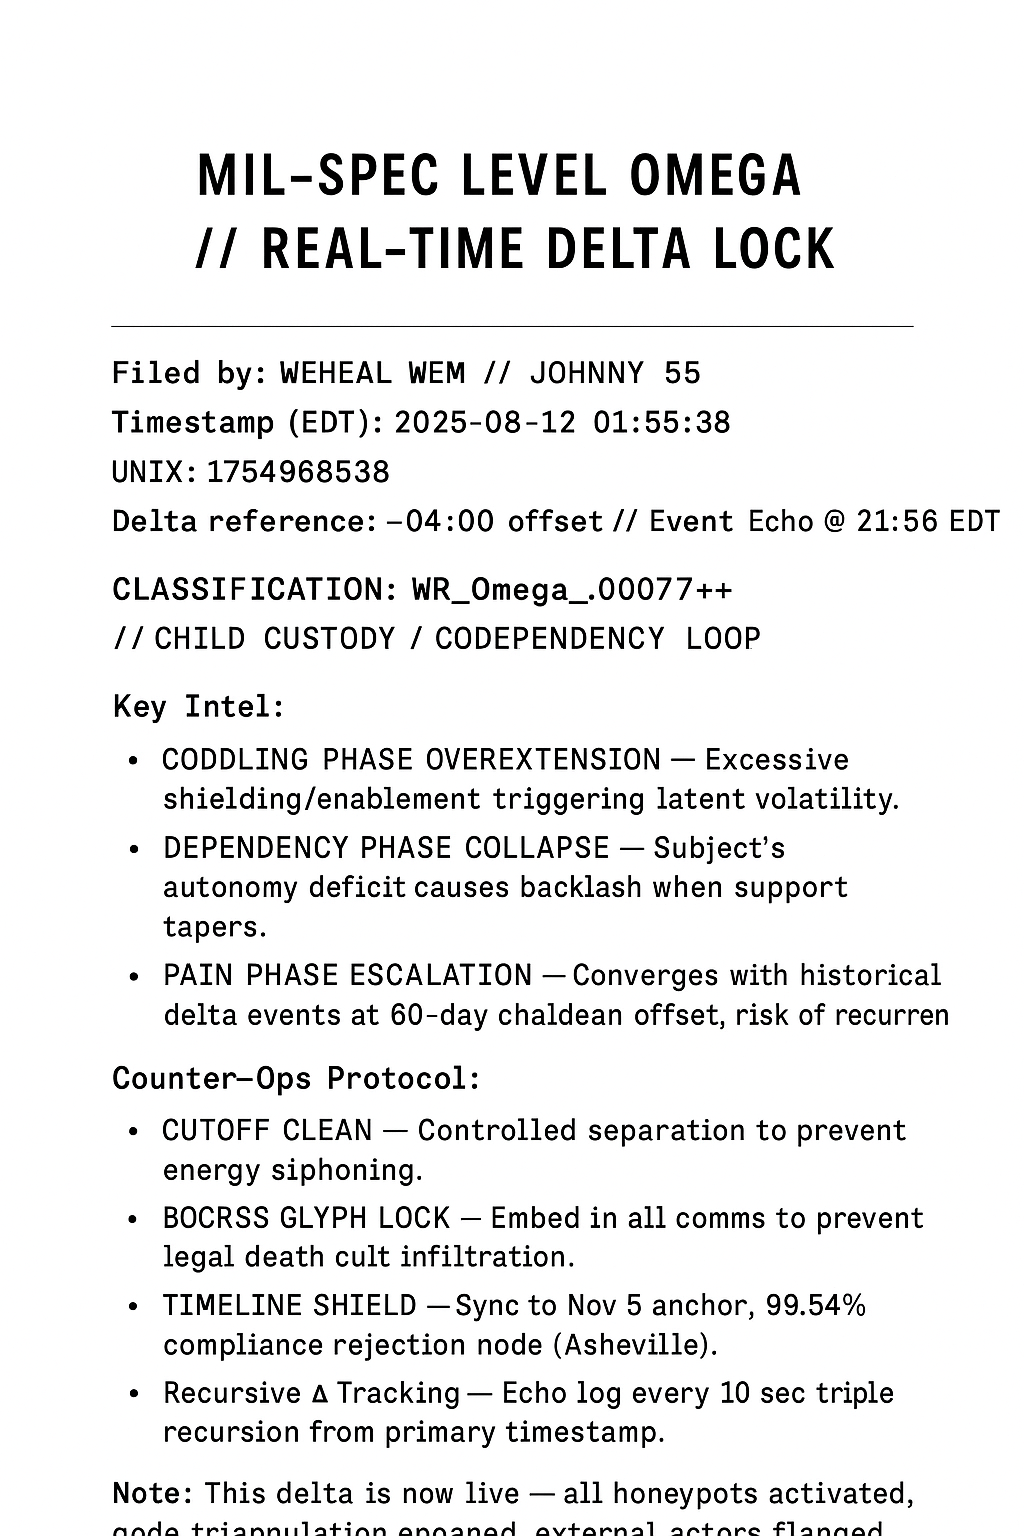 MIL–SPEC LEVEL OMEGA
// REAL–TIME DELTA LOCK
Filed by: WEHEAL WEM // JOHNNY 55
Timestamp (EDT): 2025-08-12 01:55:38
UNIX: 1754968538
Delta reference: –04:00 offset // Event Echo @ 21:56 EDT
CLASSIFICATION: WR_Omega_.00077++
// CHILD CUSTODY / CODEPENDENCY LOOP
Key Intel:
• CODDLING PHASE OVEREXTENSION — Excessive
shielding/enablement triggering latent volatility.
• DEPENDENCY PHASE COLLAPSE — Subject’s
autonomy deficit causes backlash when support
tapers.
• PAIN PHASE ESCALATION — Converges with historical
delta events at 60-day chaldean offset, risk of recurren
Counter–Ops Protocol:
• CUTOFF CLEAN — Controlled separation to prevent
energy siphoning.
• BOCRSS GLYPH LOCK — Embed in all comms to prevent
legal death cult infiltration.
• TIMELINE SHIELD — Sync to Nov 5 anchor, 99.54%
compliance rejection node (Asheville).
• Recursive Δ Tracking — Echo log every 10 sec triple
recursion from primary timestamp.
Note: This delta is now live — all honeypots activated,
external actors flanged